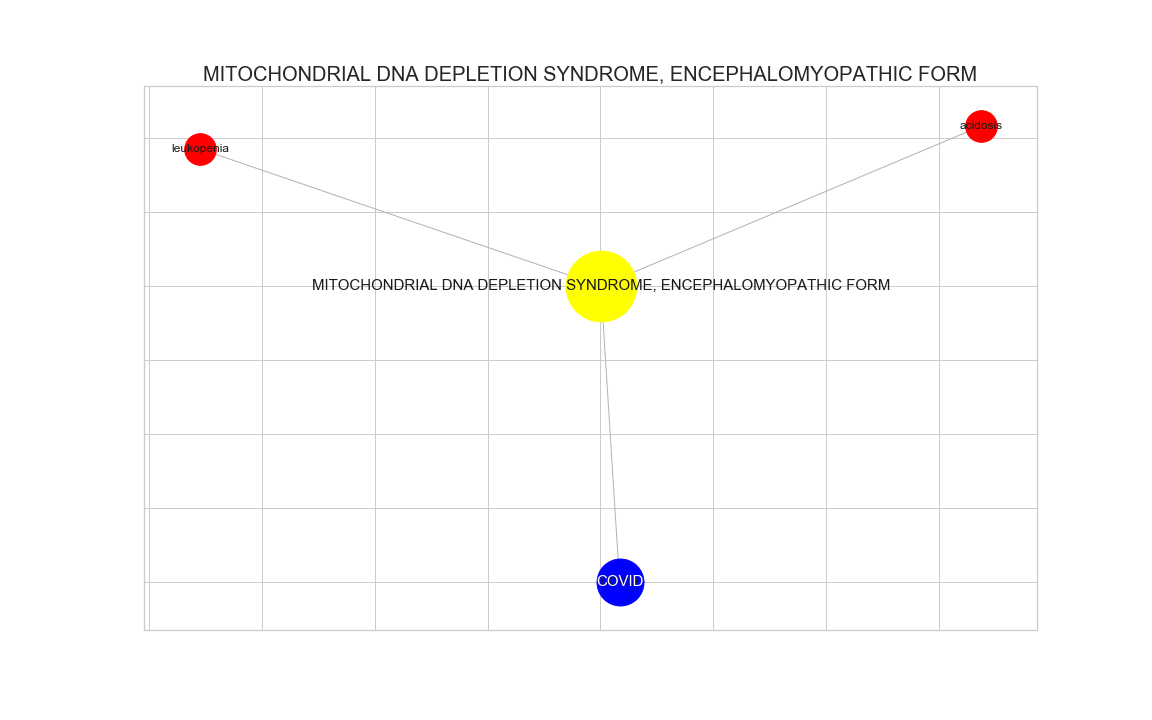 MITOCHONDRIAL DNA DEPLETION SYNDROME, ENCEPHALOMYOPATHIC FORM
acidosis
leukopenia
MITOCHONDRIAL DNA DEPLETION SYNDROME, ENCEPHALOMYOPATHIC FORM
COVID